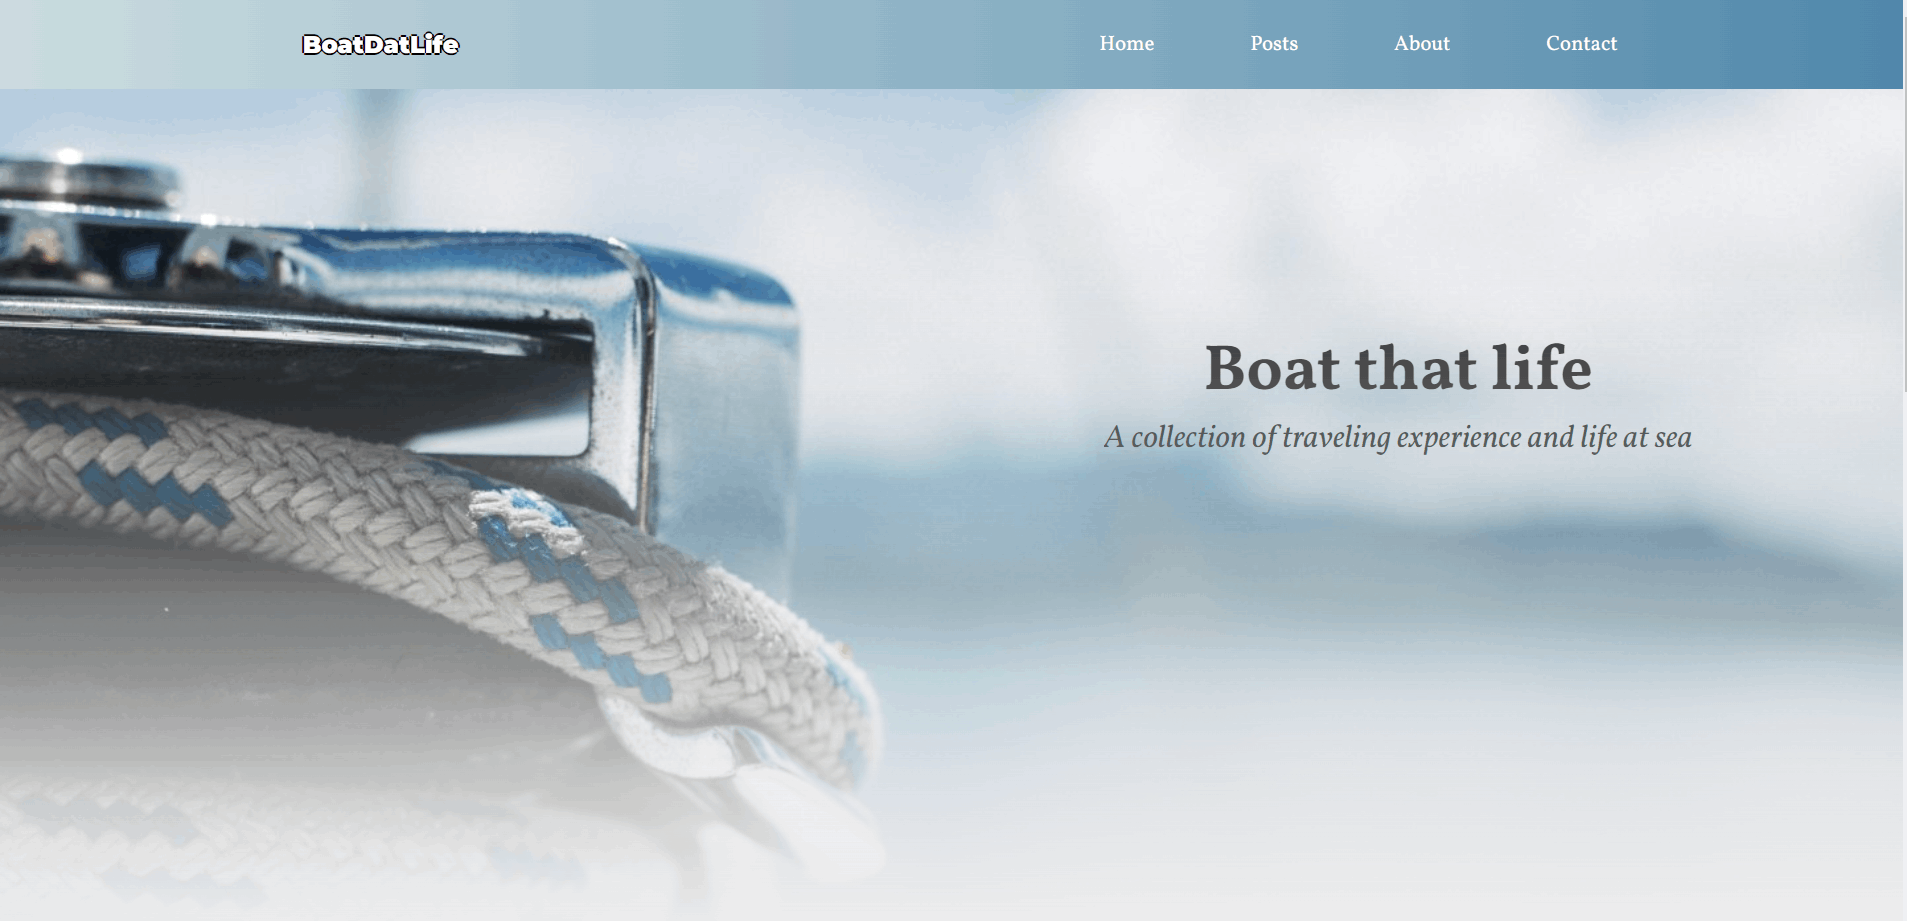 BoatDatLife
Home
Posts
About
Contact
Boat that life
A collection of traveling experience and life at sea